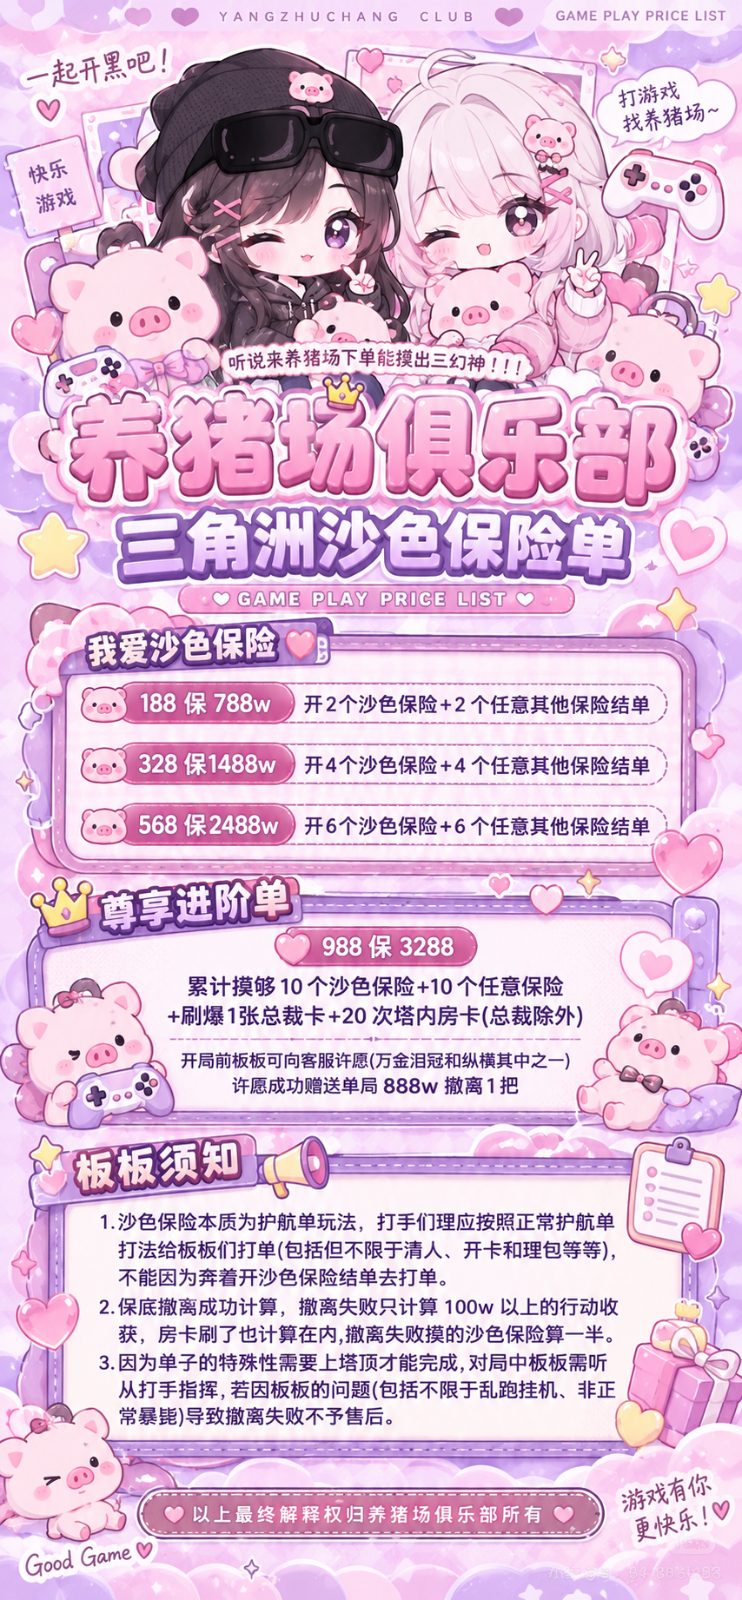 YANGZHUCHANG CLUB
GAME PLAY PRICE LIST
一起开黑吧！
打游戏
找养猪场~
快乐
游戏
听说来养猪场下单能摸出三幻神！！！
养猪场俱乐部
三角洲沙色保险单
GAME PLAY PRICE LIST
我爱沙色保险
188 保 788w 开2个沙色保险+2 个任意其他保险结单
328 保1488w 开4个沙色保险+4 个任意其他保险结单
568 保2488w 开6个沙色保险+6 个任意其他保险结单
尊享进阶单
988 保 3288
累计摸够 10 个沙色保险+10 个任意保险
+刷爆1张总裁卡+20 次塔内房卡(总裁除外)
开局前板板可向客服许愿(万金泪冠和纵横其中之一)
许愿成功赠送单局 888w 撤离1把
板板须知
1. 沙色保险本质为护航单玩法，打手们理应按照正常护航单
打法给板板们打单(包括但不限于清人、开卡和理包等等)，
不能因为奔着开沙色保险结单去打单。
2. 保底撤离成功计算，撤离失败只计算 100w 以上的行动收
获，房卡刷了也计算在内,撤离失败摸的沙色保险算一半。
3. 因为单子的特殊性需要上塔顶才能完成, 对局中板板需听
从打手指挥, 若因板板的问题(包括不限于乱跑挂机、非正
常暴毙)导致撤离失败不予售后。
以上最终解释权归养猪场俱乐部所有
游戏有你
更快乐！
Good Game